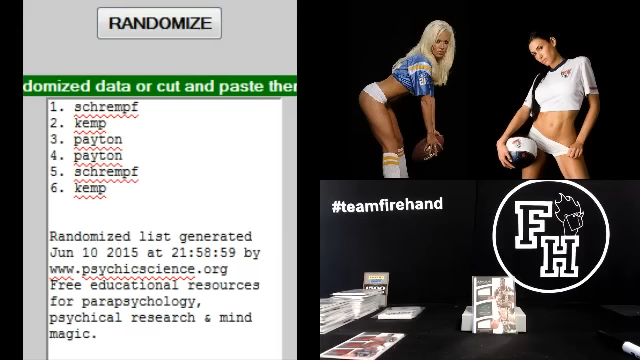 RANDOMIZE
domized data or cut and paste ther
1. schrempf
2. kemp
3. payton
4. payton
5. schrempf
6. kemp
Randomized list generated
Jun 10 2015 at 21:58:59 by
www.psychicscience.org
Free educational resources
for parapsychology,
psychical research & mind
magic.
#teamfirehand
F
H